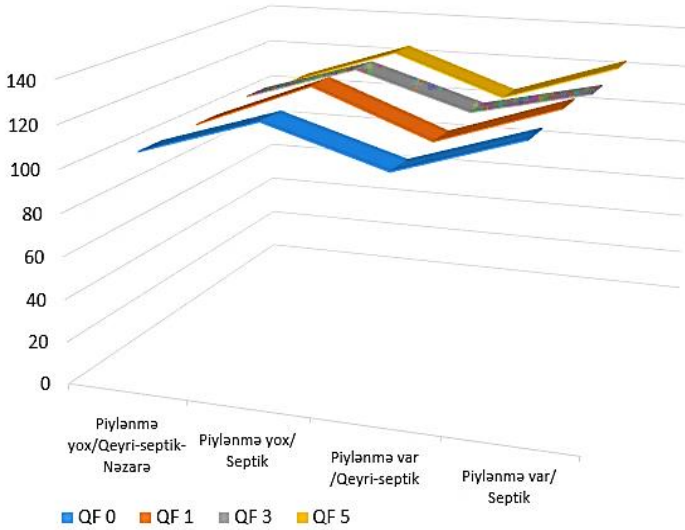 140
120
100
80
60
40
20
0
Piylənmə
yox/Qeyri-septik-
Nəzarə
Piylənmə yox/
Septik
Piylənmə var
/Qeyri-septik
Piylənmə var/
Septik
QF 0 QF 1 QF 3 QF 5